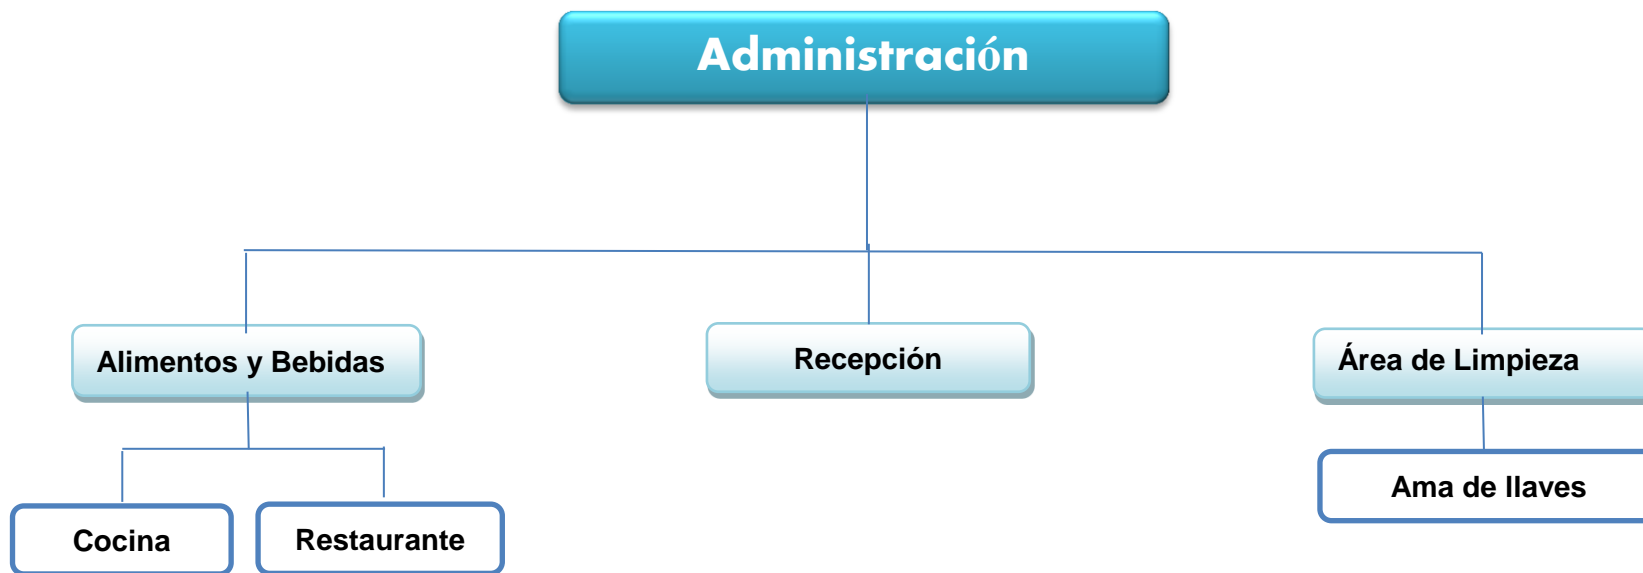 Administración
Alimentos y Bebidas
Recepción
Área de Limpieza
Cocina
Restaurante
Ama de llaves